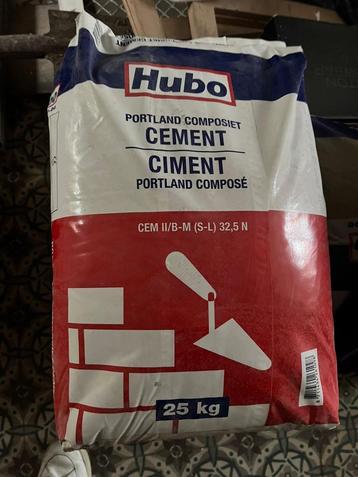 Hubo
PORTLAND COMPOSIET
CEMENT
CIMENT
PORTLAND COMPOSÉ
CEM II/B-M (S-L) 32,5 N
25 kg